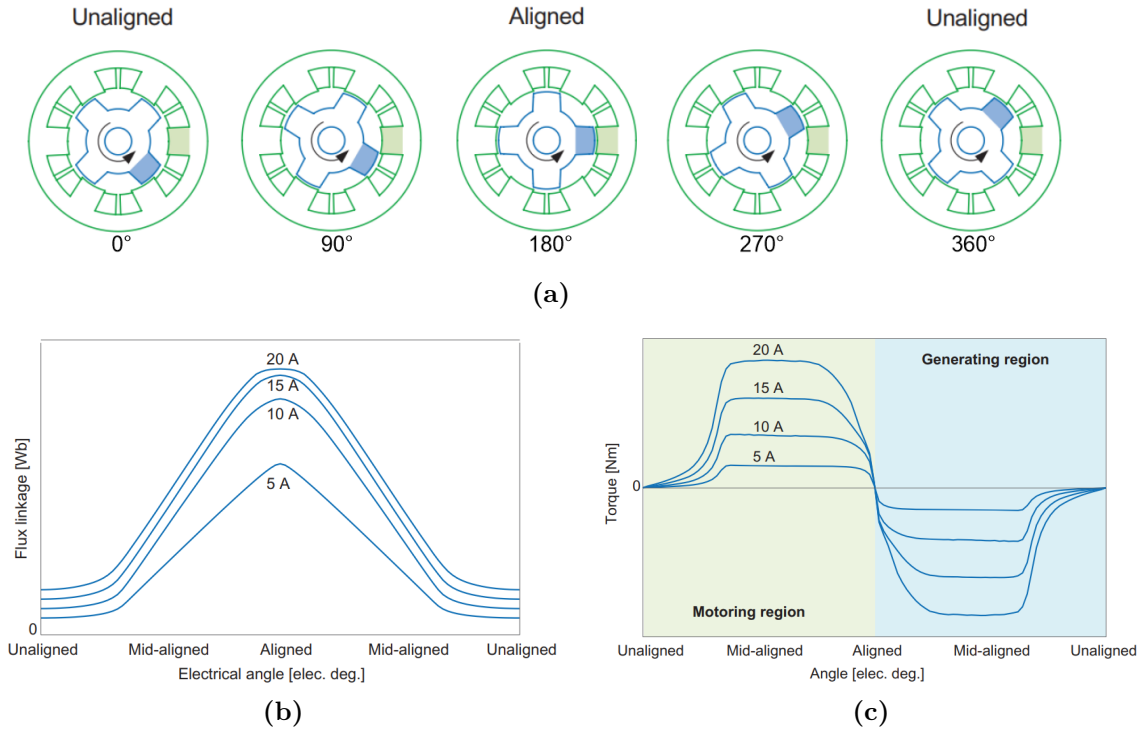 Unaligned Aligned Unaligned
0° 90° 180° 270° 360°
(a)
20 A
15 A
10 A
5 A
Flux linkage [Wb]
0
Unaligned Mid-aligned Aligned Mid-aligned Unaligned
Electrical angle [elec. deg.]
(b)
20 A
15 A
10 A
5 A
Generating region
Motoring region
Torque [Nm]
0
Unaligned Mid-aligned Aligned Mid-aligned Unaligned
Angle [elec. deg.]
(c)